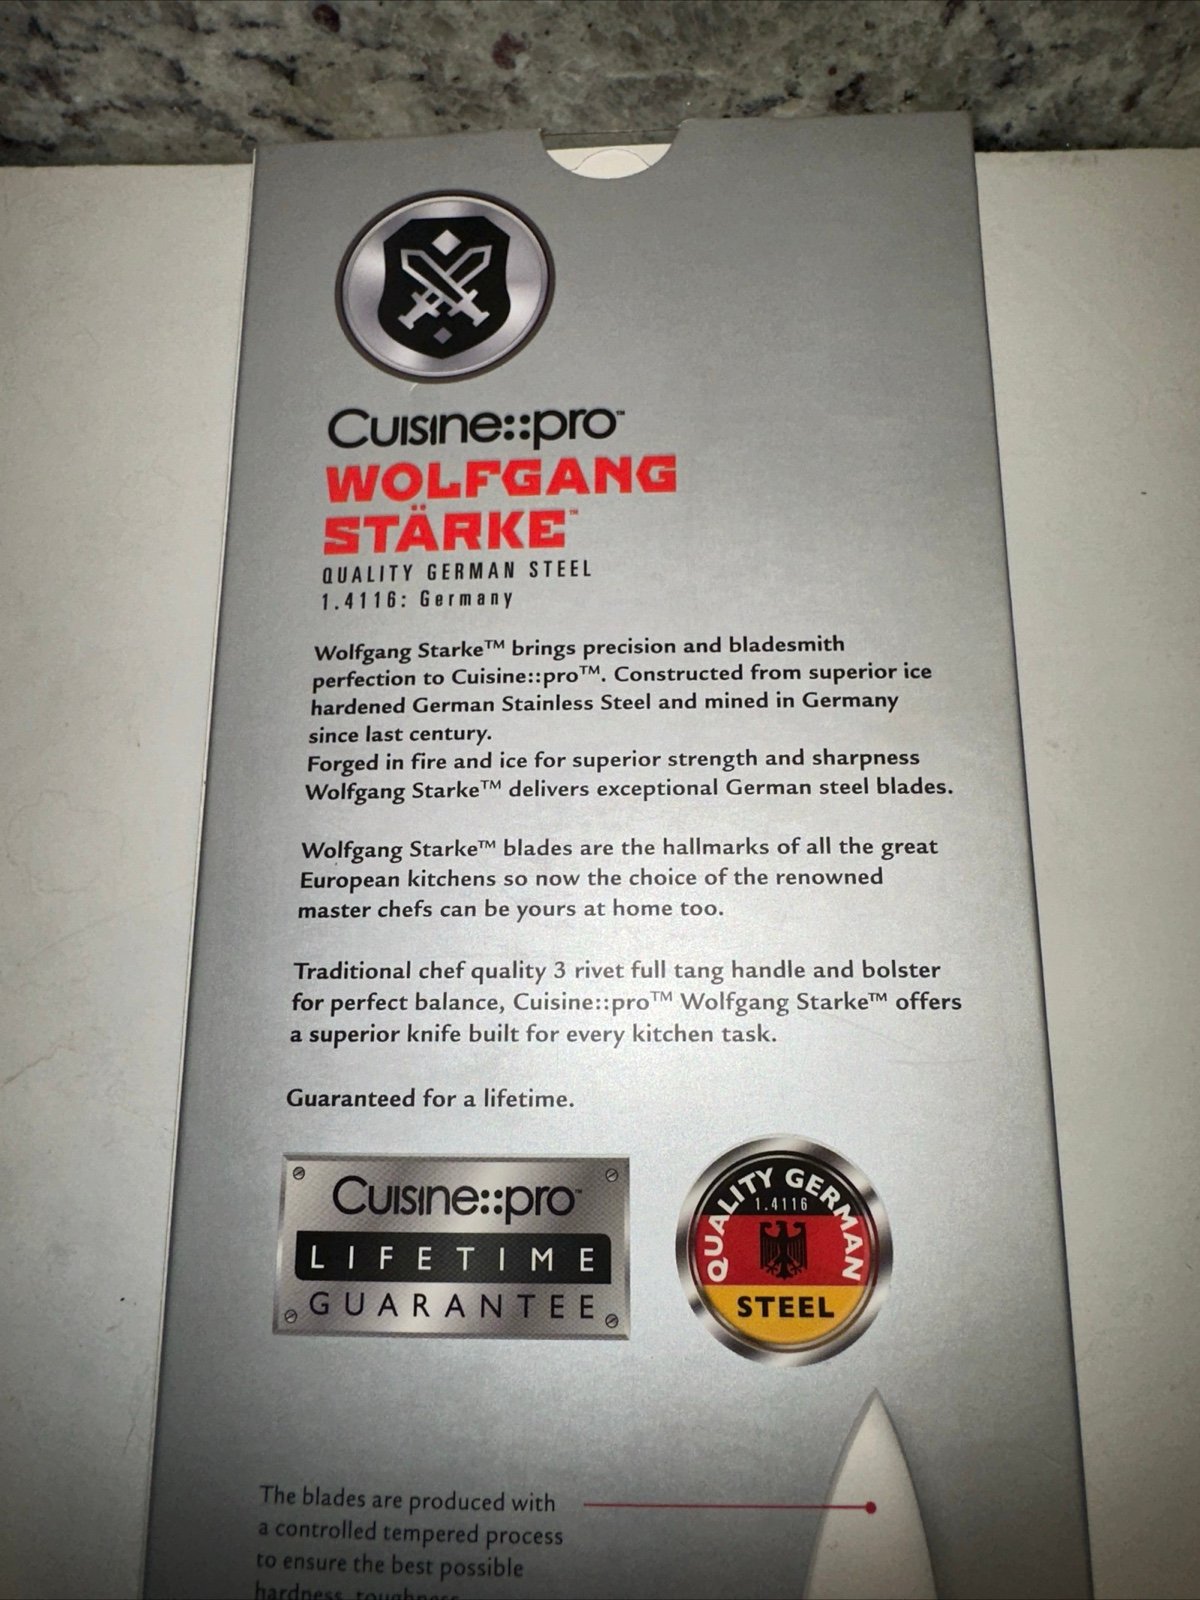 Cuisine::pro™
WOLFGANG
STÄRKE™
QUALITY GERMAN STEEL
1.4116: Germany
Wolfgang Starke™ brings precision and bladesmith
perfection to Cuisine::pro™. Constructed from superior ice
hardened German Stainless Steel and mined in Germany
since last century.
Forged in fire and ice for superior strength and sharpness
Wolfgang Starke™ delivers exceptional German steel blades.
Wolfgang Starke™ blades are the hallmarks of all the great
European kitchens so now the choice of the renowned
master chefs can be yours at home too.
Traditional chef quality 3 rivet full tang handle and bolster
for perfect balance, Cuisine::pro™ Wolfgang Starke™ offers
a superior knife built for every kitchen task.
Guaranteed for a lifetime.
Cuisine::pro™
LIFETIME
GUARANTEE
QUALITY GERMAN
1.4116
STEEL
The blades are produced with
a controlled tempered process
to ensure the best possible
hardness, toughness